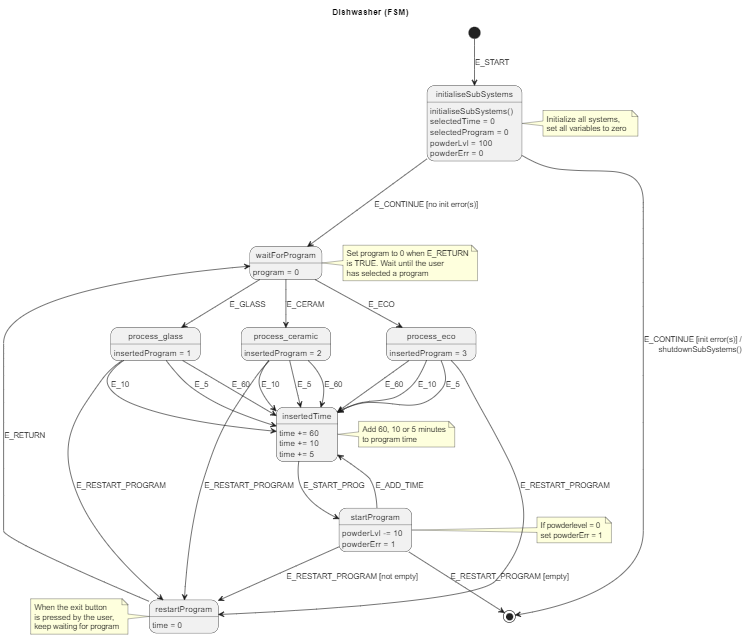 Dishwasher (FSM)
E_START
initialiseSubSystems
initialiseSubSystems()
selectedTime = 0
selectedProgram = 0
powderLvl = 100
powderErr = 0
Initialize all systems,
set all variables to zero
E_CONTINUE [no init error(s)]
waitForProgram
program = 0
Set program to 0 when E_RETURN
is TRUE. Wait until the user
has selected a program
E_GLASS
E_CERAM
E_ECO
process_glass
insertedProgram = 1
process_ceramic
insertedProgram = 2
process_eco
insertedProgram = 3
E_CONTINUE [init error(s)] /
shutdownSubSystems()
E_10
E_5
E_60
E_10
E_5
E_60
E_60
E_10
E_5
insertedTime
time += 60
time += 10
time += 5
Add 60, 10 or 5 minutes
to program time
E_RETURN
E_RESTART_PROGRAM
E_RESTART_PROGRAM
E_START_PROG
E_ADD_TIME
E_RESTART_PROGRAM
startProgram
powderLvl -= 10
powderErr = 1
If powderlevel = 0
set powderErr = 1
E_RESTART_PROGRAM [not empty]
E_RESTART_PROGRAM [empty]
When the exit button
is pressed by the user,
keep waiting for program
restartProgram
time = 0